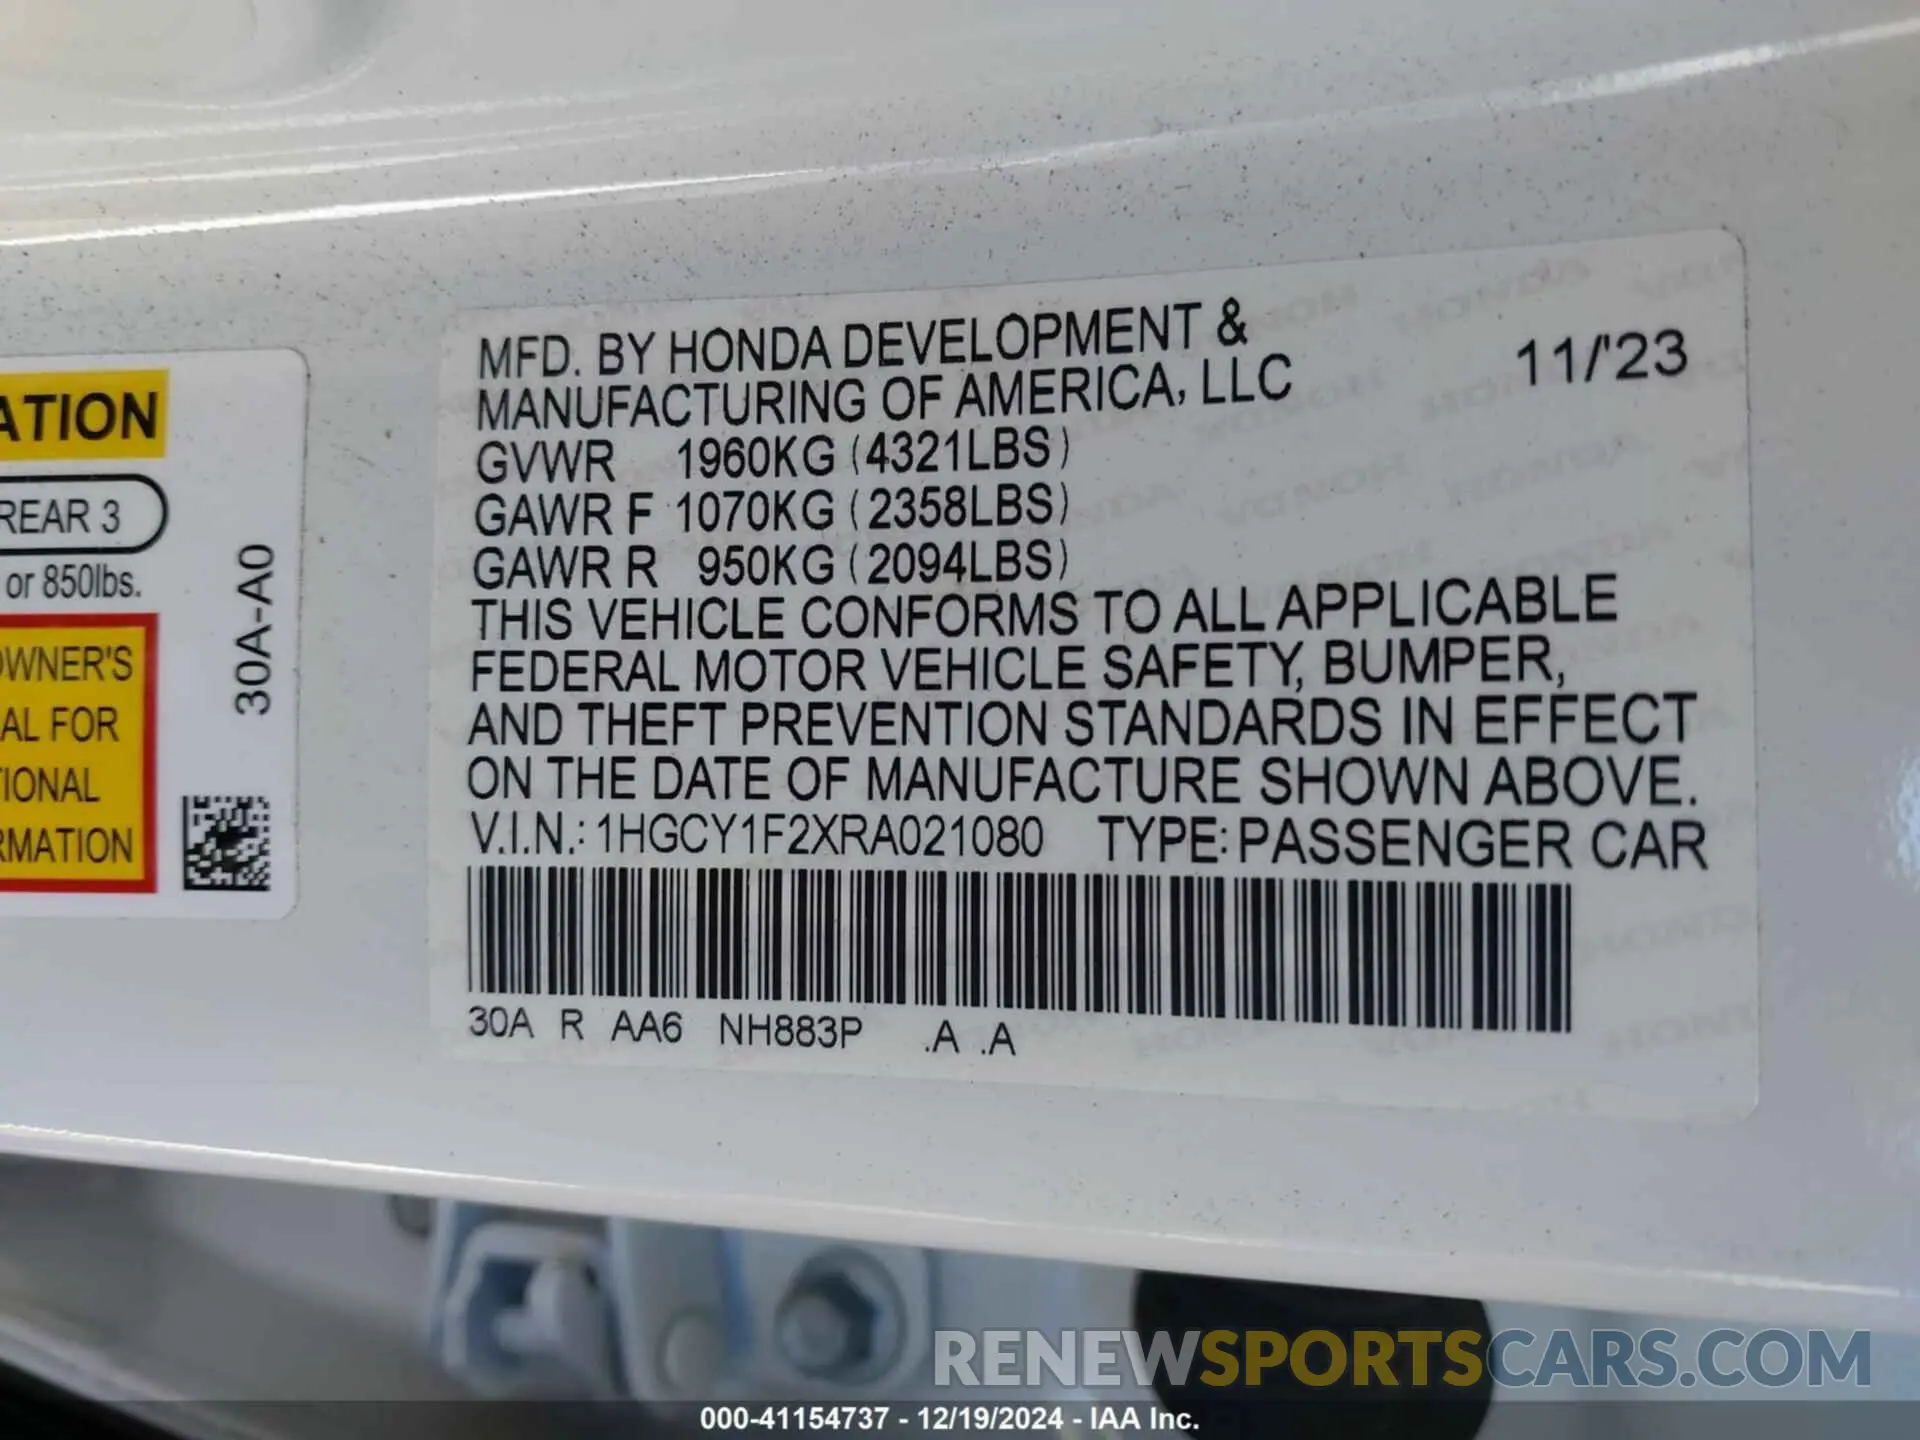 ATION
REAR 3
or 850lbs.
OWNER'S
AL FOR
TIONAL
RMATION
30A-A0
MFD. BY HONDA DEVELOPMENT &
MANUFACTURING OF AMERICA, LLC
11/'23
GVWR 1960KG (4321LBS)
GAWR F 1070KG (2358LBS)
GAWR R 950KG (2094LBS)
THIS VEHICLE CONFORMS TO ALL APPLICABLE
FEDERAL MOTOR VEHICLE SAFETY, BUMPER,
AND THEFT PREVENTION STANDARDS IN EFFECT
ON THE DATE OF MANUFACTURE SHOWN ABOVE.
V.I.N.: 1HGCY1F2XRA021080 TYPE: PASSENGER CAR
30A R AA6 NH883P .A .A
RENEWSPORTSCARS.COM
000-41154737 - 12/19/2024 - IAA Inc.